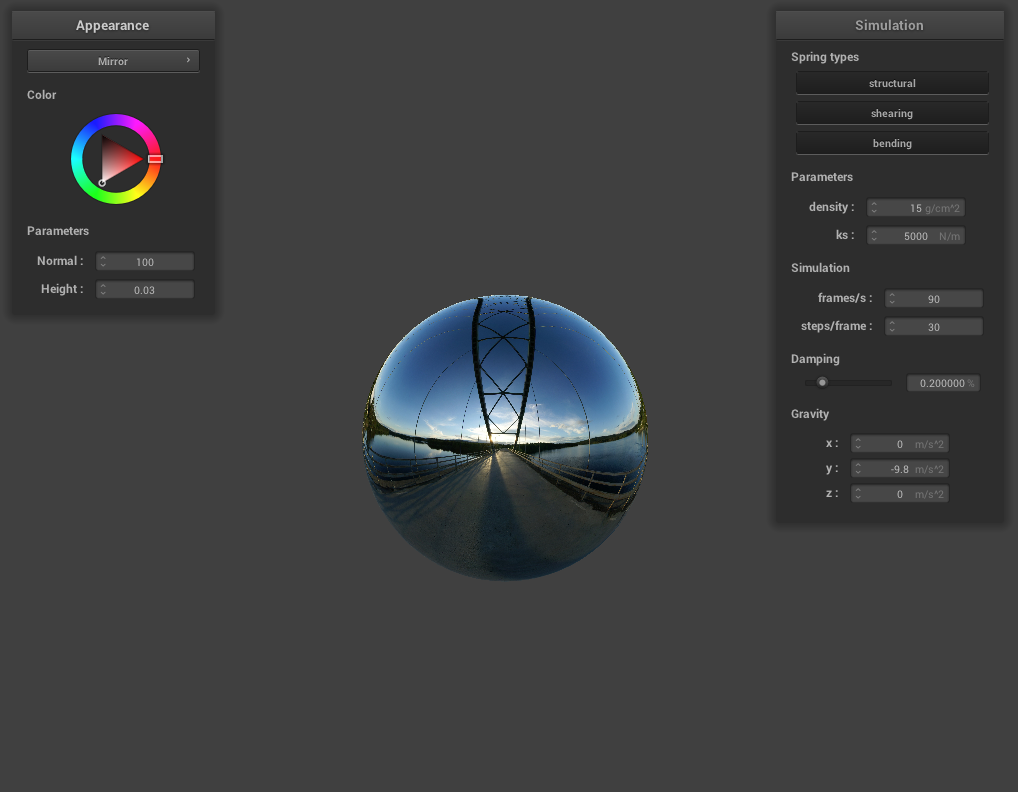 Appearance
Mirror ›
Color
Parameters
Normal : 100
Height : 0.03
Simulation
Spring types
structural
shearing
bending
Parameters
density : 15 g/cm^2
ks : 5000 N/m
Simulation
frames/s : 90
steps/frame : 30
Damping
0.200000 %
Gravity
x : 0 m/s^2
y : -9.8 m/s^2
z : 0 m/s^2